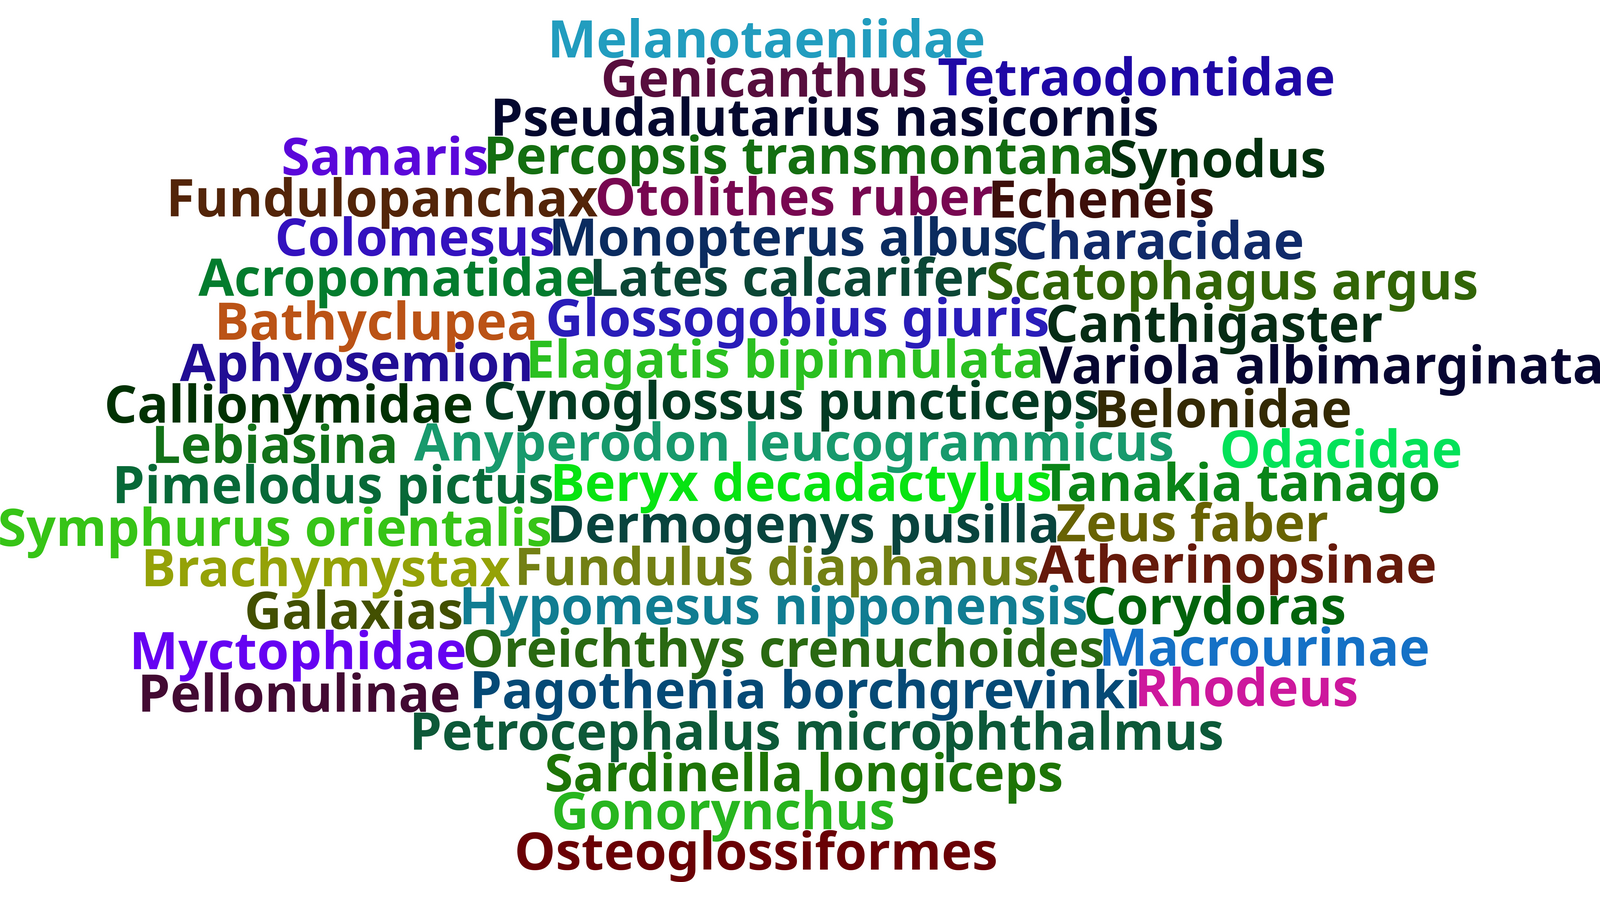 Melanotaeniidae
Genicanthus Tetraodontidae
Pseudalutarius nasicornis
Samaris Percopsis transmontana Synodus
Fundulopanchax Otolithes ruber Echeneis
Colomesus Monopterus albus Characidae
Acropomatidae Lates calcarifer Scatophagus argus
Bathyclupea Glossogobius giuris Canthigaster
Aphyosemion Elagatis bipinnulata Variola albimarginata
Callionymidae Cynoglossus puncticeps Belonidae
Lebiasina Anyperodon leucogrammicus Odacidae
Pimelodus pictus Beryx decadactylus Tanakia tanago
Symphurus orientalis Dermogenys pusilla Zeus faber
Brachymystax Fundulus diaphanus Atherinopsinae
Galaxias Hypomesus nipponensis Corydoras
Myctophidae Oreichthys crenuchoides Macrourinae
Pellonulinae Pagothenia borchgrevinki Rhodeus
Petrocephalus microphthalmus
Sardinella longiceps
Gonorynchus
Osteoglossiformes